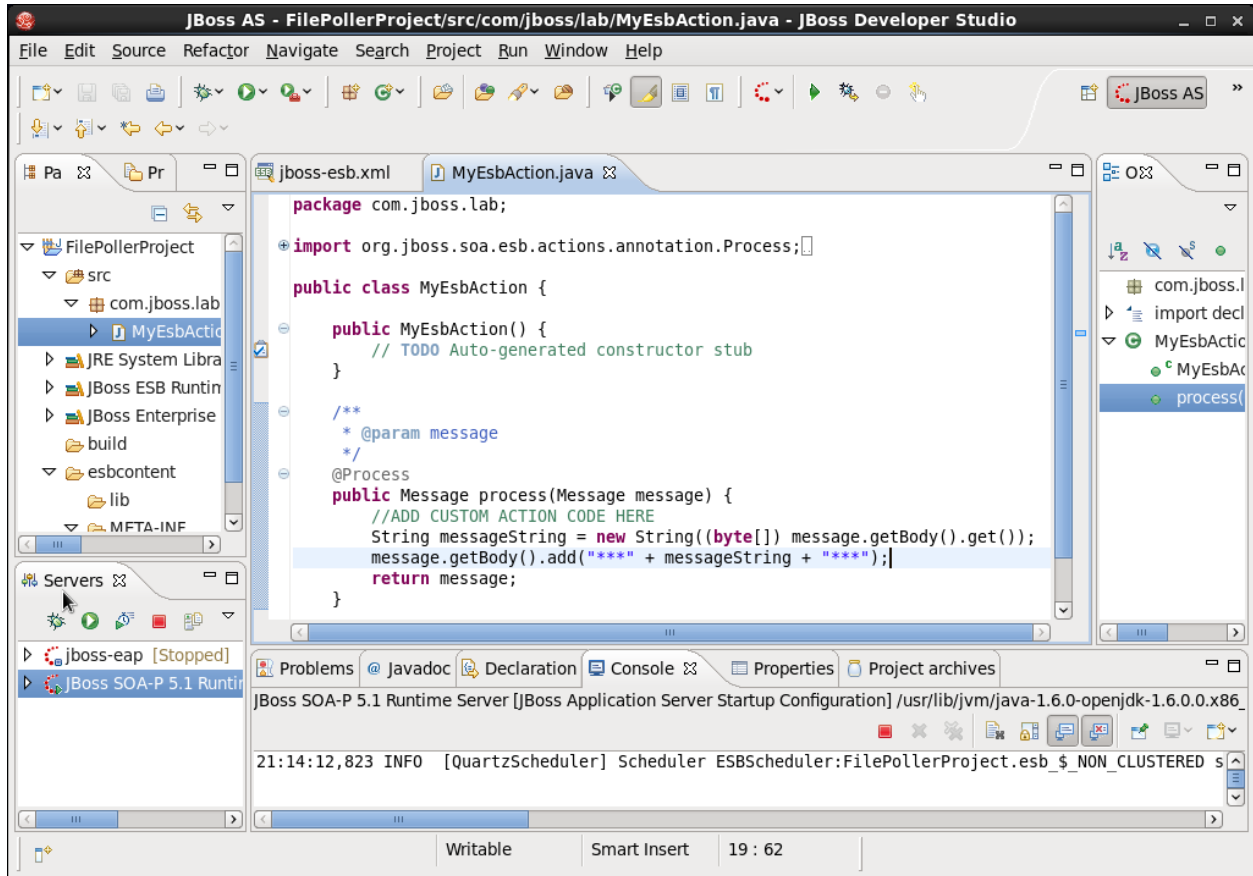 JBoss AS - FilePollerProject/src/com/jboss/lab/MyEsbAction.java - JBoss Developer Studio
File Edit Source Refactor Navigate Search Project Run Window Help
JBoss AS »
Pa Pr
FilePollerProject
src
com.jboss.lab
MyEsbActio
JRE System Libra
JBoss ESB Runtim
JBoss Enterprise
build
esbcontent
lib
META-INF
jboss-esb.xml MyEsbAction.java
package com.jboss.lab;
import org.jboss.soa.esb.actions.annotation.Process;
public class MyEsbAction {
public MyEsbAction() {
// TODO Auto-generated constructor stub
}
/**
* @param message
*/
@Process
public Message process(Message message) {
//ADD CUSTOM ACTION CODE HERE
String messageString = new String((byte[]) message.getBody().get());
message.getBody().add("***" + messageString + "***");
return message;
}
O
com.jboss.l
import decl
MyEsbActio
MyEsbAc
process(
Servers
jboss-eap [Stopped]
JBoss SOA-P 5.1 Runtim
Problems @ Javadoc Declaration Console Properties Project archives
JBoss SOA-P 5.1 Runtime Server [JBoss Application Server Startup Configuration] /usr/lib/jvm/java-1.6.0-openjdk-1.6.0.0.x86_
21:14:12,823 INFO [QuartzScheduler] Scheduler ESBScheduler:FilePollerProject.esb_$_NON_CLUSTERED s
Writable Smart Insert 19 : 62